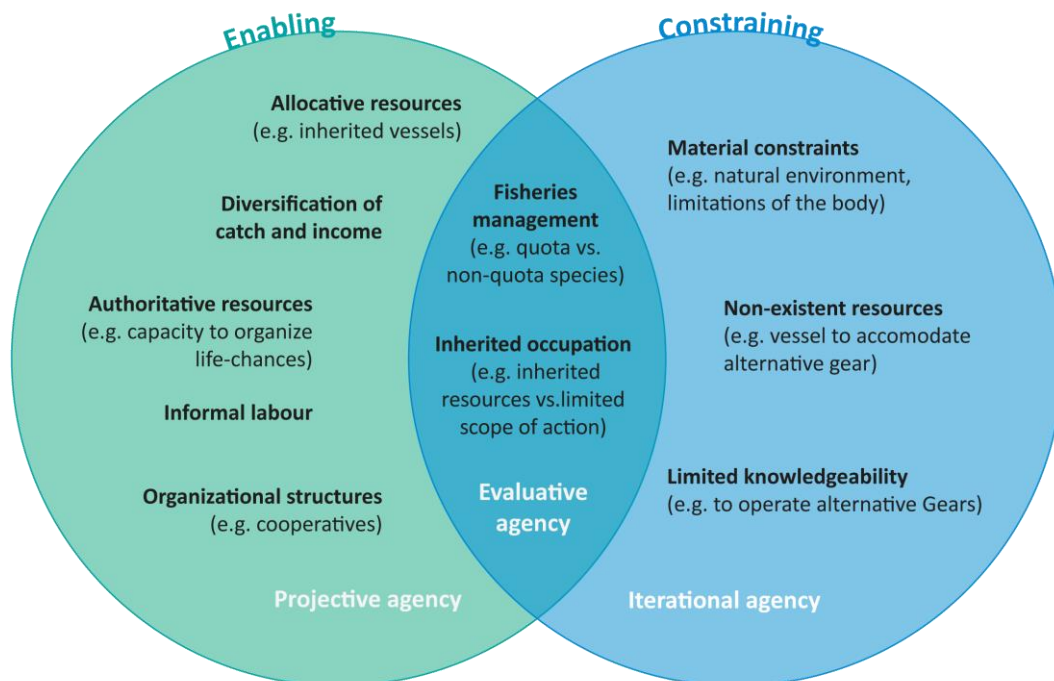 Enabling
Allocative resources
(e.g. inherited vessels)
Diversification of
catch and income
Authoritative resources
(e.g. capacity to organize
life-chances)
Informal labour
Organizational structures
(e.g. cooperatives)
Projective agency
Fisheries
management
(e.g. quota vs.
non-quota species)
Inherited occupation
(e.g. inherited
resources vs.limited
scope of action)
Evaluative
agency
Constraining
Material constraints
(e.g. natural environment,
limitations of the body)
Non-existent resources
(e.g. vessel to accomodate
alternative gear)
Limited knowledgeability
(e.g. to operate alternative Gears)
Iterational agency